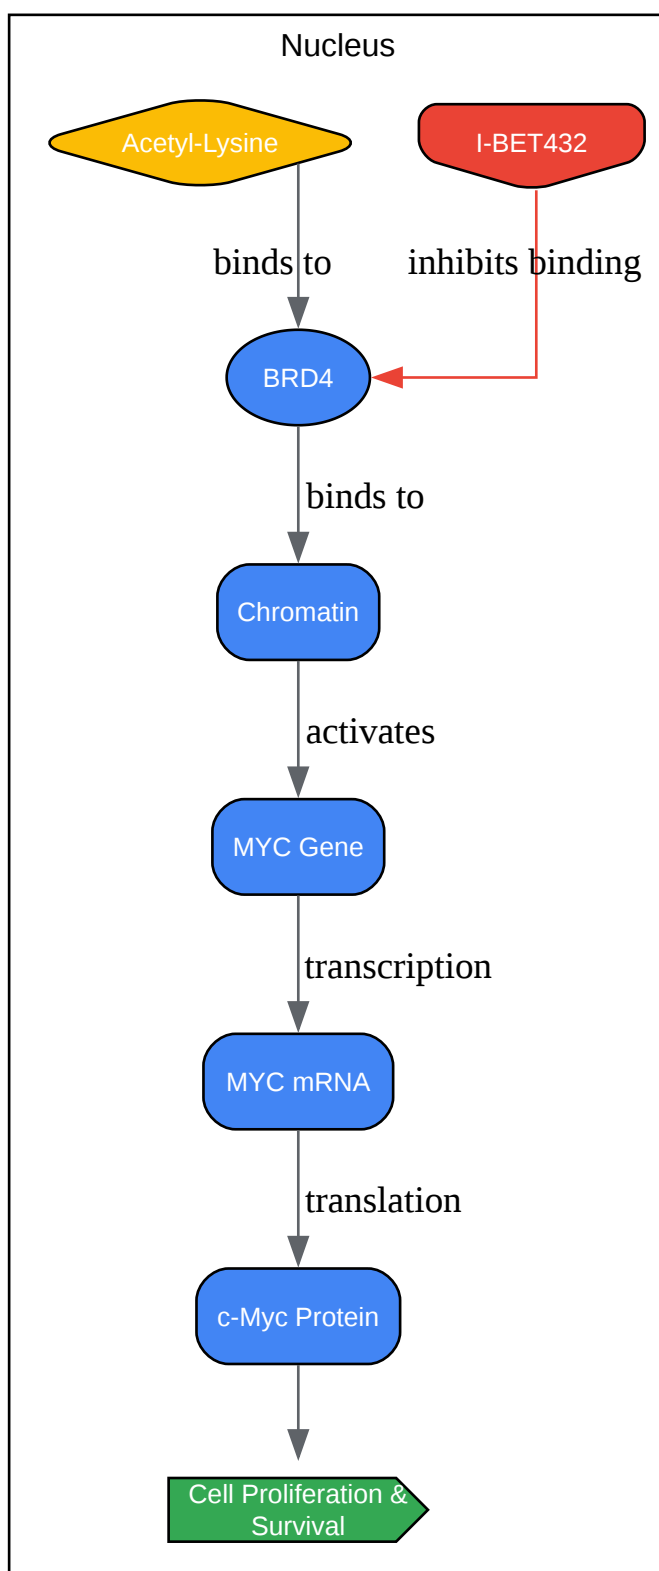 Nucleus
Acetyl-Lysine
I-BET432
binds to
inhibits binding
BRD4
binds to
Chromatin
activates
MYC Gene
transcription
MYC mRNA
translation
c-Myc Protein
Cell Proliferation &
Survival